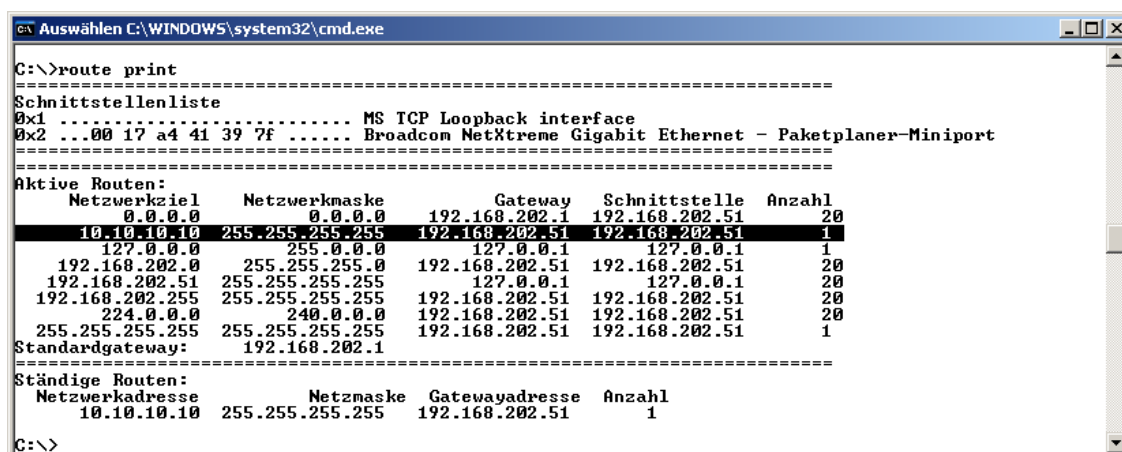 Auswählen C:\WINDOWS\system32\cmd.exe
C:\>route print
===========================================================================
Schnittstellenliste
0x1 ........................... MS TCP Loopback interface
0x2 ...00 17 a4 41 39 7f ...... Broadcom NetXtreme Gigabit Ethernet - Paketplaner-Miniport
===========================================================================
===========================================================================
Aktive Routen:
Netzwerkziel Netzwerkmaske Gateway Schnittstelle Anzahl
0.0.0.0 0.0.0.0 192.168.202.1 192.168.202.51 20
10.10.10.10 255.255.255.255 192.168.202.51 192.168.202.51 1
127.0.0.0 255.0.0.0 127.0.0.1 127.0.0.1 1
192.168.202.0 255.255.255.0 192.168.202.51 192.168.202.51 20
192.168.202.51 255.255.255.255 127.0.0.1 127.0.0.1 20
192.168.202.255 255.255.255.255 192.168.202.51 192.168.202.51 20
224.0.0.0 240.0.0.0 192.168.202.51 192.168.202.51 20
255.255.255.255 255.255.255.255 192.168.202.51 192.168.202.51 1
Standardgateway: 192.168.202.1
===========================================================================
Ständige Routen:
Netzwerkadresse Netzmaske Gatewayadresse Anzahl
10.10.10.10 255.255.255.255 192.168.202.51 1
C:\>